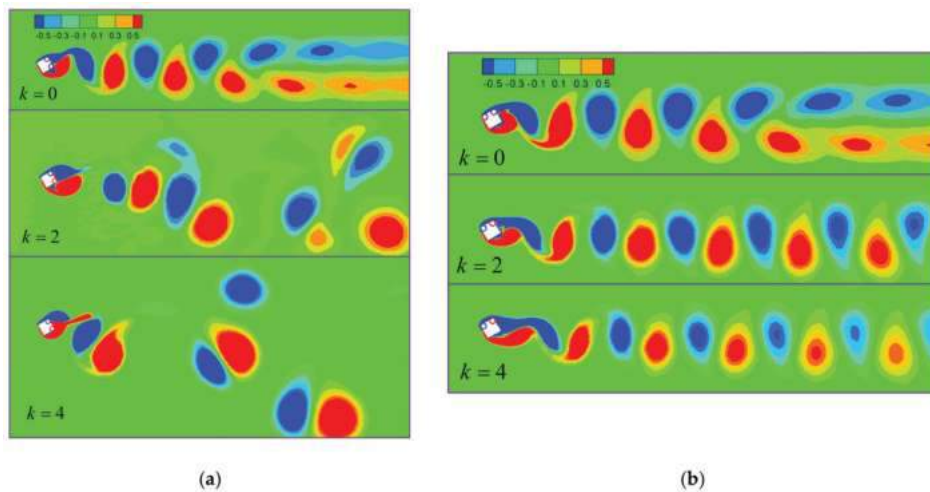 -0.5 -0.3 -0.1 0.1 0.3 0.5
k = 0
k = 2
k = 4
(a)
-0.5 -0.3 -0.1 0.1 0.3 0.5
k = 0
k = 2
k = 4
(b)